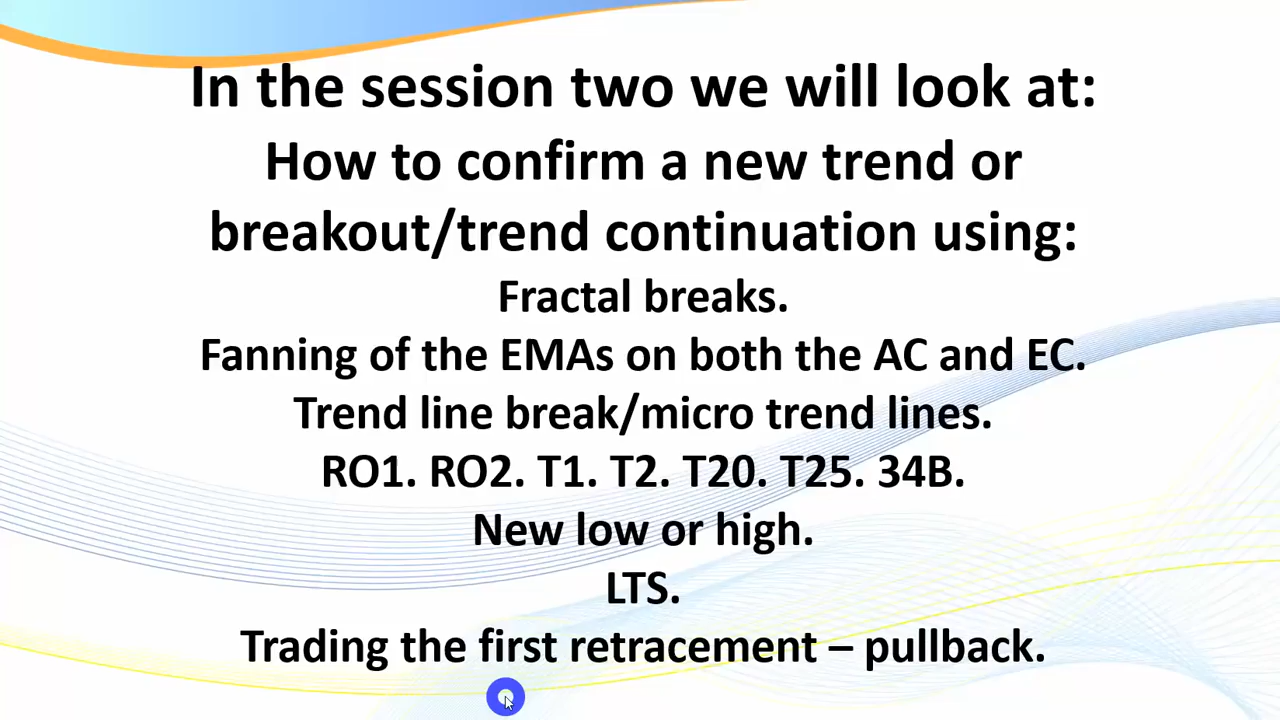 In the session two we will look at:
How to confirm a new trend or
breakout/trend continuation using:
Fractal breaks.
Fanning of the EMAs on both the AC and EC.
Trend line break/micro trend lines.
RO1. RO2. T1. T2. T20. T25. 34B.
New low or high.
LTS.
Trading the first retracement – pullback.